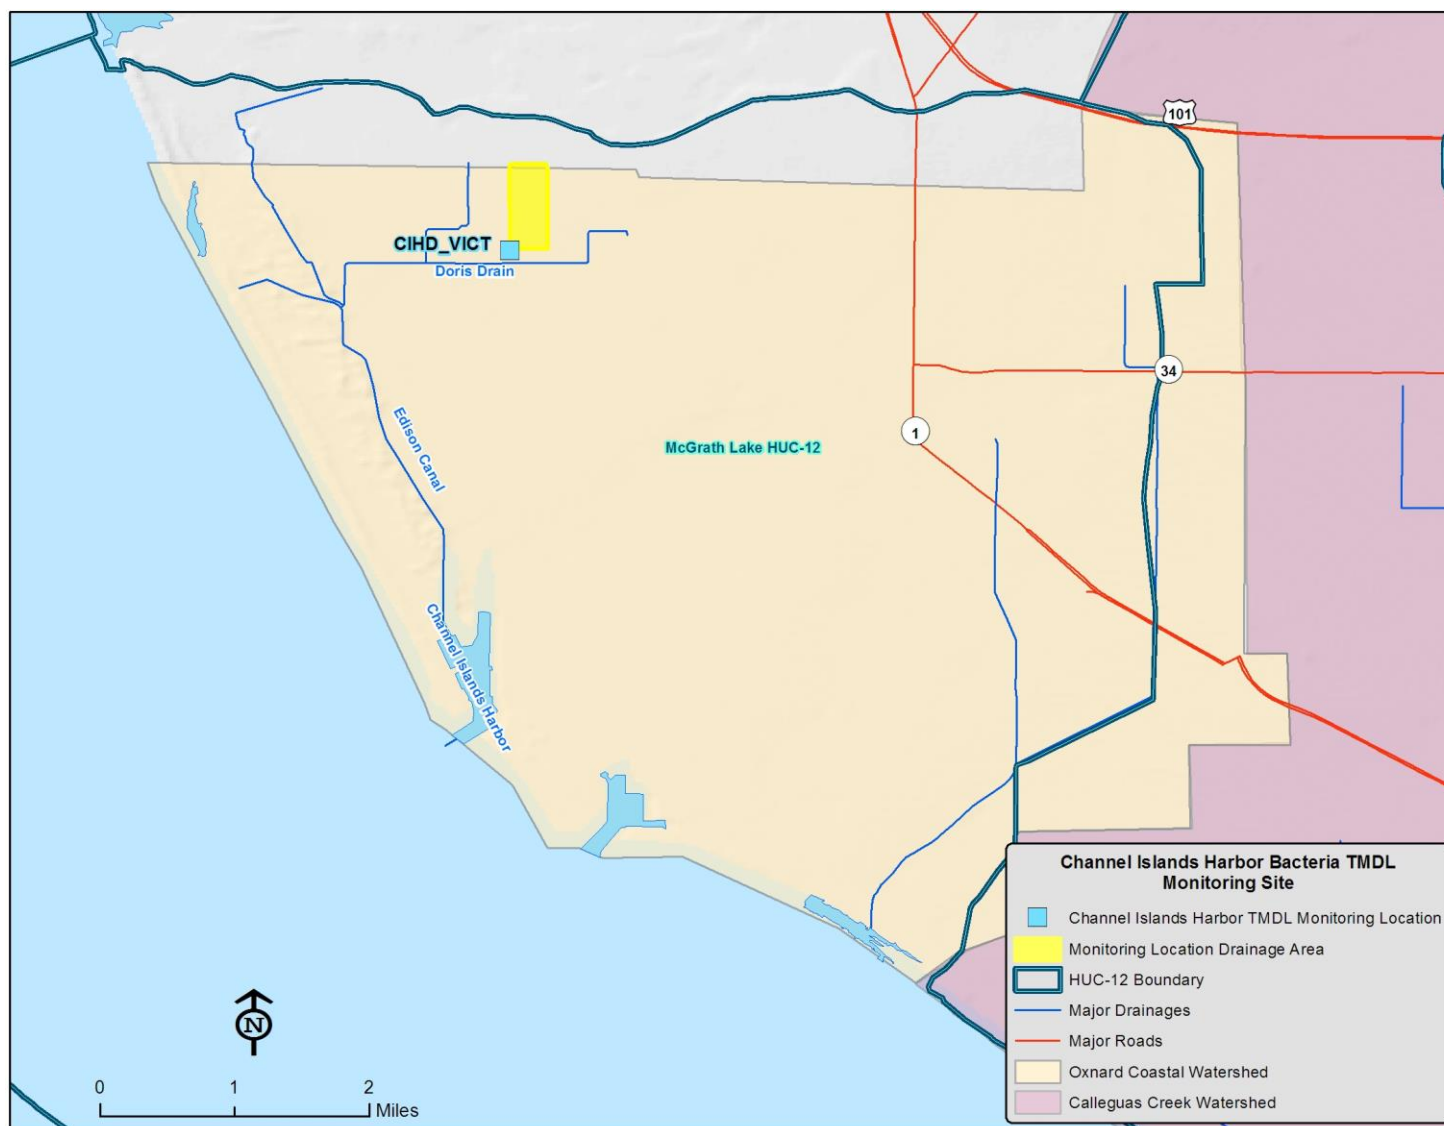 101
CIHD_VICT
Doris Drain
34
1
Edison Canal
McGrath Lake HUC-12
Channel Islands Harbor
N
0 1 2
Miles
Channel Islands Harbor Bacteria TMDL
Monitoring Site
Channel Islands Harbor TMDL Monitoring Location
Monitoring Location Drainage Area
HUC-12 Boundary
Major Drainages
Major Roads
Oxnard Coastal Watershed
Calleguas Creek Watershed